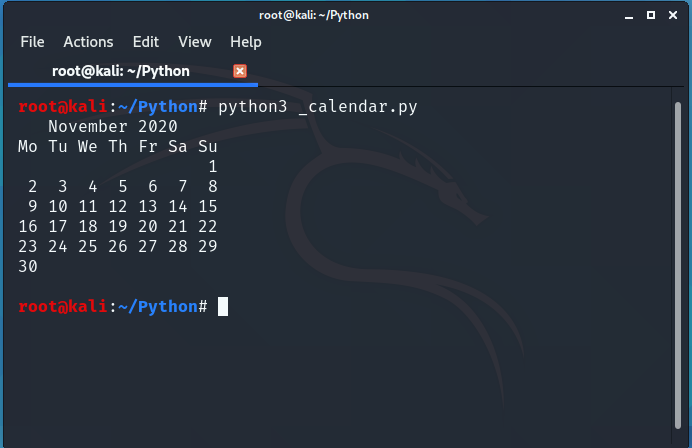 root@kali: ~/Python
File Actions Edit View Help
root@kali: ~/Python
root@kali:~/Python# python3 _calendar.py
   November 2020
Mo Tu We Th Fr Sa Su
                   1
 2  3  4  5  6  7  8
 9 10 11 12 13 14 15
16 17 18 19 20 21 22
23 24 25 26 27 28 29
30
root@kali:~/Python#